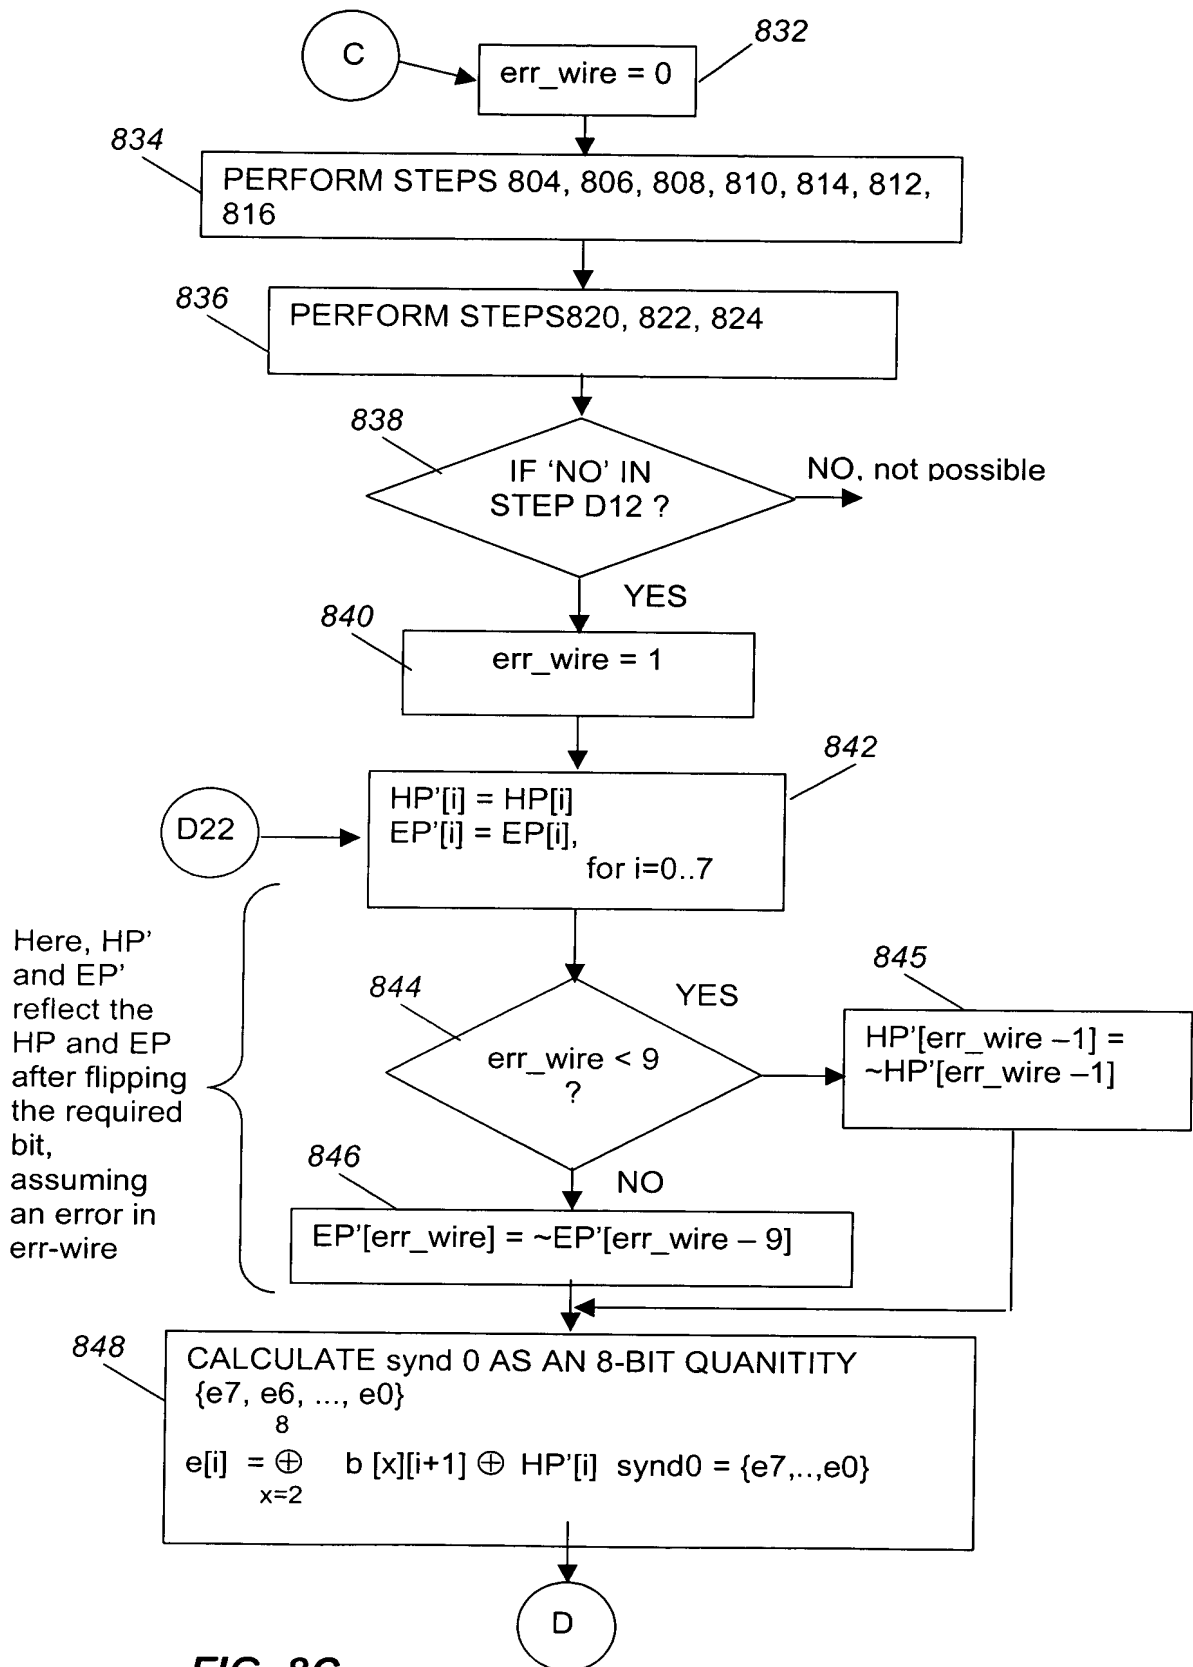 C
832
err_wire = 0
834
PERFORM STEPS 804, 806, 808, 810, 814, 812,
816
836
PERFORM STEPS820, 822, 824
838
IF ‘NO’ IN
STEP D12 ?
NO, not possible
YES
840
err_wire = 1
842
D22
HP’[i] = HP[i]
EP’[i] = EP[i],
for i=0..7
Here, HP’
and EP’
reflect the
HP and EP
after flipping
the required
bit,
assuming
an error in
err-wire
844
err_wire < 9
?
YES
845
HP’[err_wire –1] =
~HP’[err_wire –1]
846
NO
EP’[err_wire] = ~EP’[err_wire – 9]
848
CALCULATE synd 0 AS AN 8-BIT QUANITITY
{e7, e6, ..., e0}
8
e[i] = ⊕ b [x][i+1] ⊕ HP’[i] synd0 = {e7,..,e0}
x=2
D
FIG. 8C